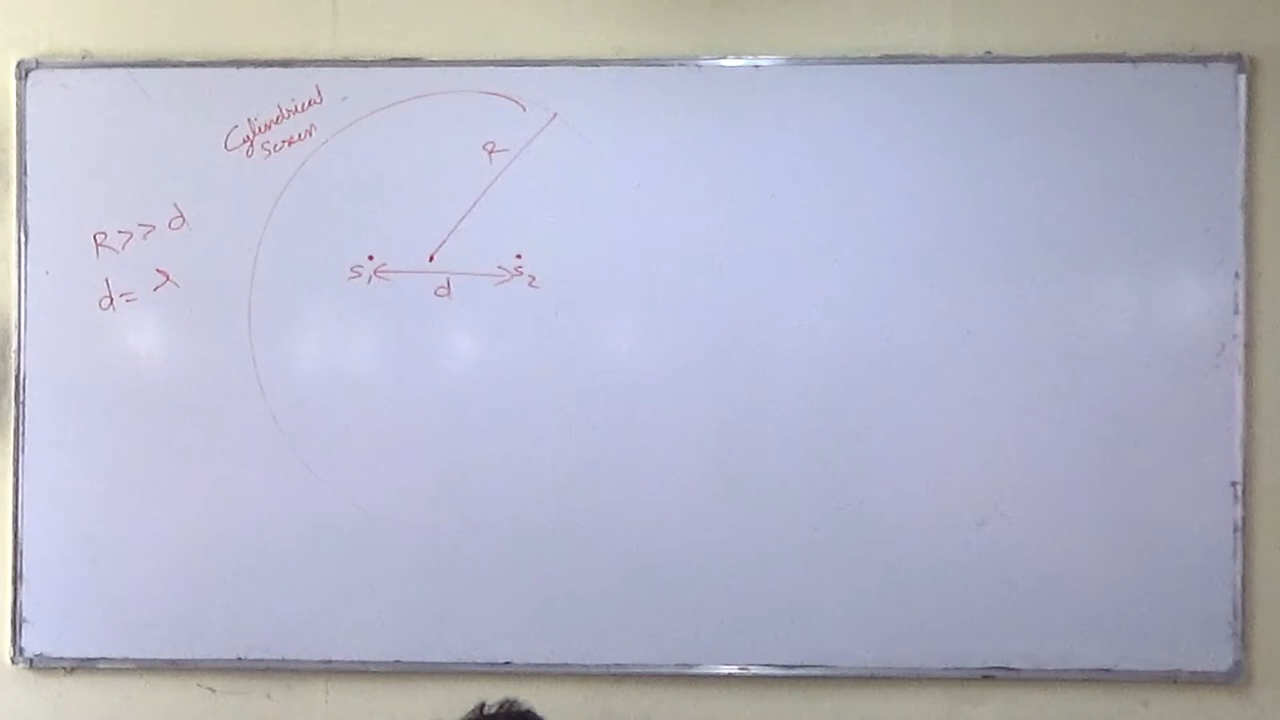 Cylindrical
Screen
R
R>>d
S₁
S₂
d
d=λ